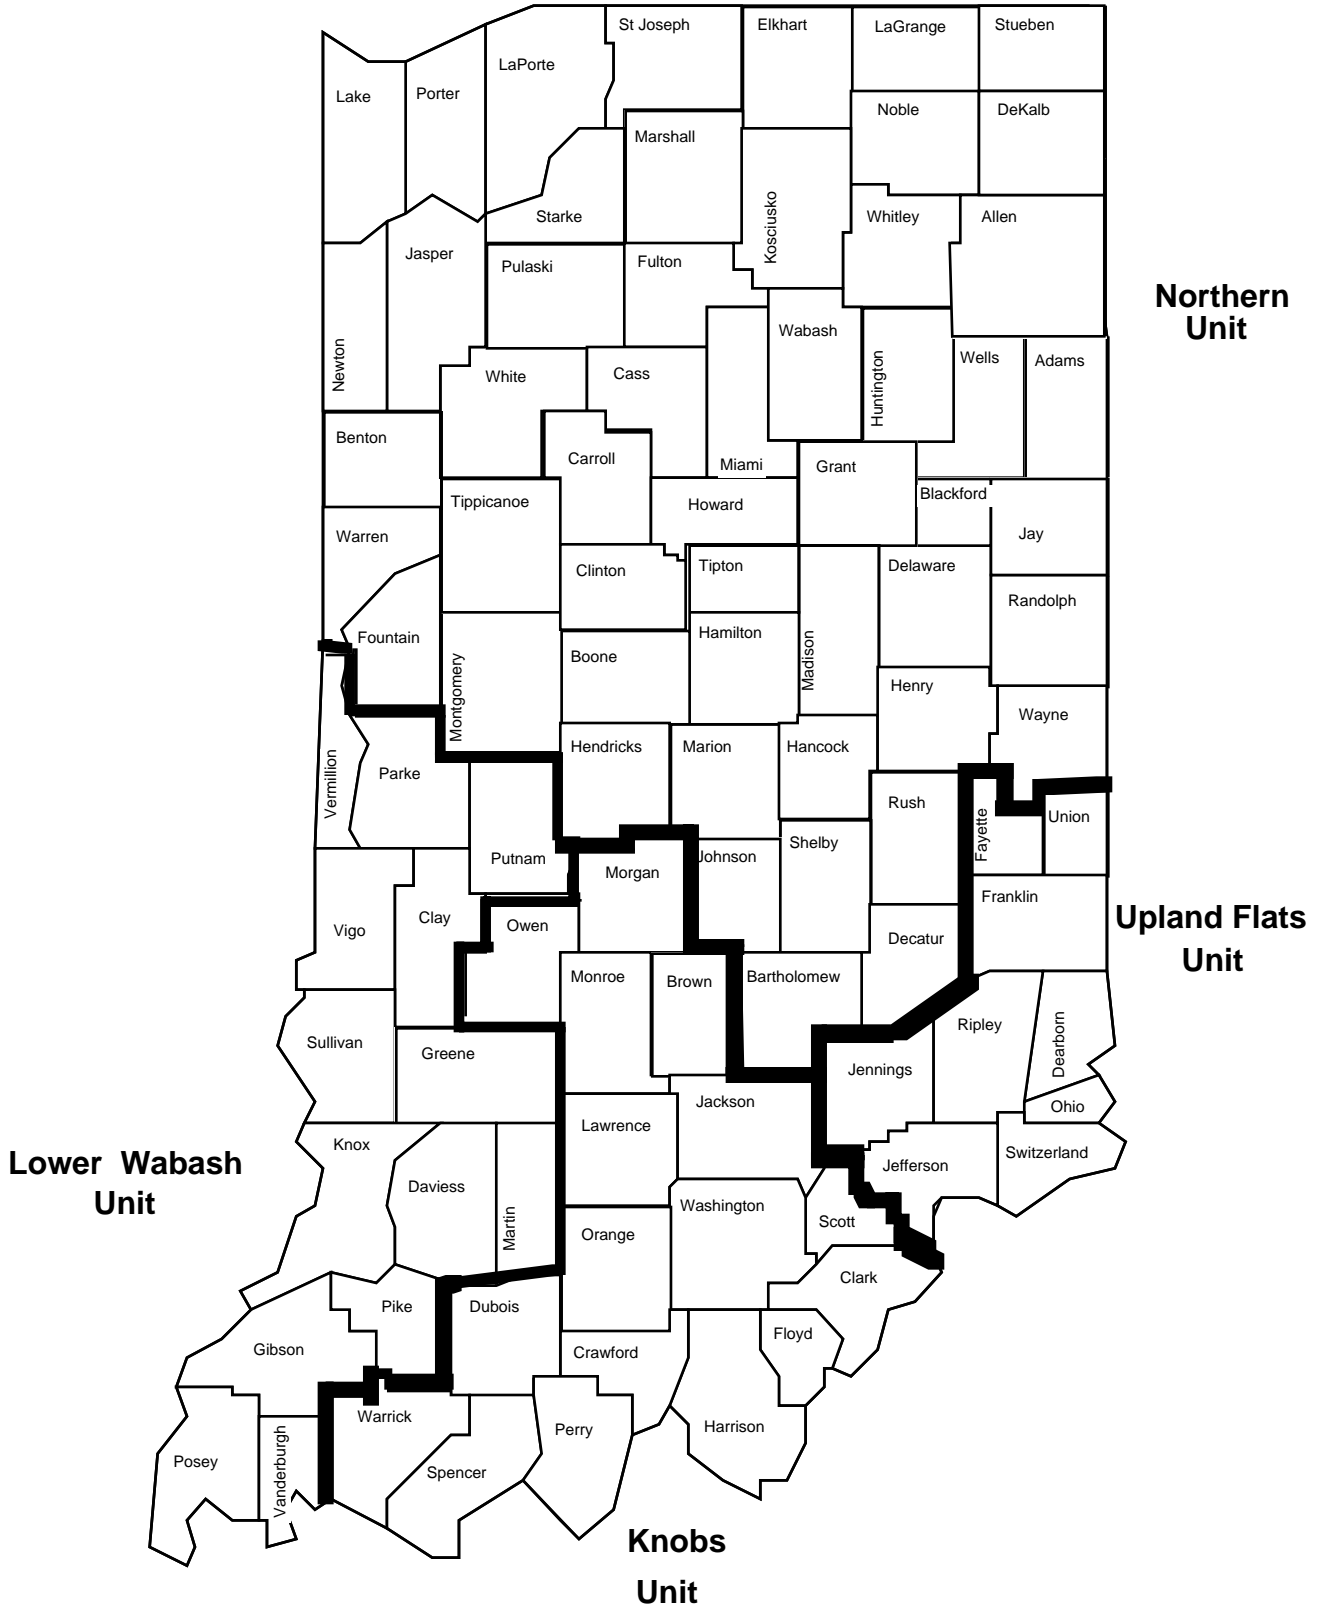 St Joseph
Elkhart
LaGrange
Stueben
LaPorte
Lake
Porter
Noble
DeKalb
Marshall
Kosciusko
Starke
Whitley
Allen
Jasper
Pulaski
Fulton
Northern
Unit
Newton
Wabash
Huntington
Wells
Adams
White
Cass
Benton
Carroll
Miami
Grant
Blackford
Tippicanoe
Howard
Warren
Jay
Clinton
Tipton
Delaware
Randolph
Fountain
Hamilton
Madison
Boone
Montgomery
Henry
Wayne
Hendricks
Marion
Hancock
Vermillion
Parke
Rush
Fayette
Union
Putnam
Morgan
Johnson
Shelby
Franklin
Clay
Owen
Vigo
Decatur
Upland Flats
Unit
Monroe
Brown
Bartholomew
Ripley
Dearborn
Sullivan
Greene
Jennings
Jackson
Ohio
Lawrence
Knox
Switzerland
Lower Wabash
Unit
Jefferson
Daviess
Martin
Washington
Scott
Orange
Clark
Pike
Dubois
Floyd
Gibson
Crawford
Warrick
Harrison
Perry
Posey
Vanderburgh
Spencer
Knobs
Unit